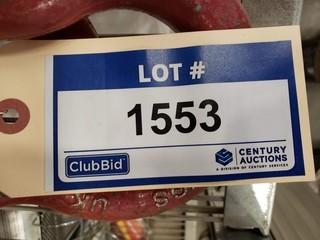 LOT #
1553
ClubBid
CENTURY
AUCTIONS
A DIVISION OF CENTURY SERVICES